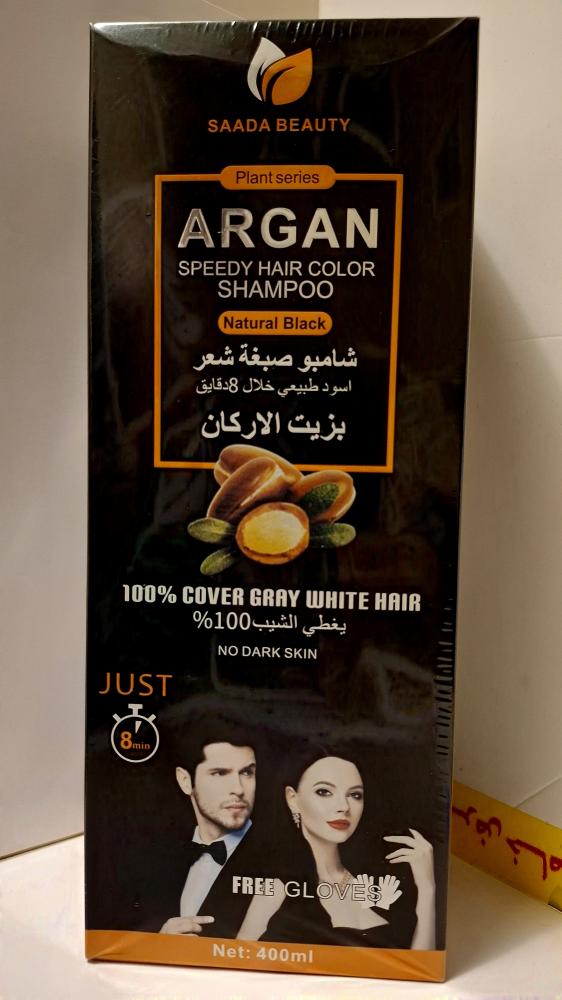 SAADA BEAUTY
Plant series
ARGAN
SPEEDY HAIR COLOR
SHAMPOO
Natural Black
شامبو صبغة شعر
اسود طبيعي خلال 8دقايق
بزيت الاركان
100% COVER GRAY WHITE HAIR
يغطي الشيب100%
NO DARK SKIN
JUST
8min
FREE GLOVES
Net: 400ml